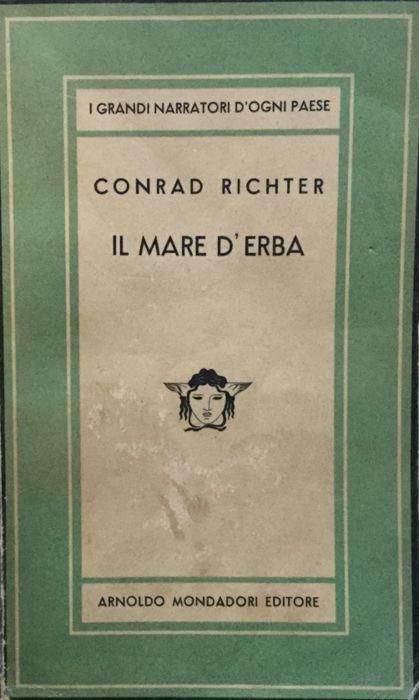 I GRANDI NARRATORI D'OGNI PAESE
CONRAD RICHTER
IL MARE D'ERBA
ARNOLDO MONDADORI EDITORE